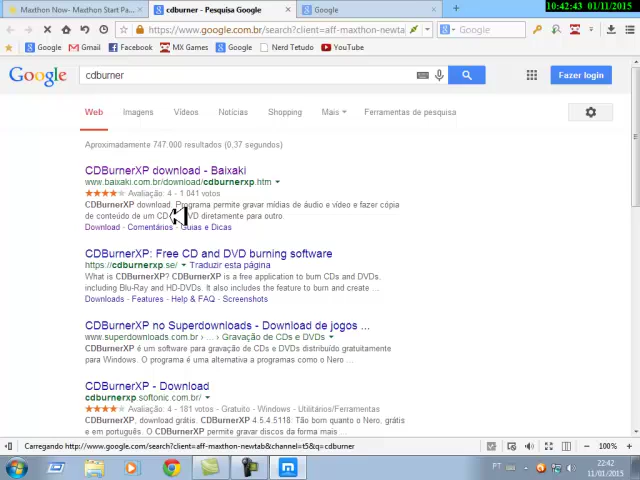 Maxthon Now- Maxthon Start Pa...
cdburner - Pesquisa Google
Google
10:42:43 01/11/2015
https://www.google.com.br/search?client=aff-maxthon-newta
Google
Google
Gmail
Facebook
MX Games
Google
Nerd Tetudo
YouTube
Google
cdburner
Fazer login
Web
Imagens
Vídeos
Notícias
Shopping
Mais
Ferramentas de pesquisa
Aproximadamente 747.000 resultados (0,37 segundos)
CDBurnerXP download - Baixaki
www.baixaki.com.br/download/cdburnerxp.htm
Avaliação: 4 - 1 041 votos
CDBurnerXP download. Programa permite gravar mídias de áudio e vídeo e fazer cópia
de conteúdo de um CD DVD diretamente para outro.
Download - Comentários - Guias e Dicas
CDBurnerXP: Free CD and DVD burning software
https://cdburnerxp.se/ Traduzir esta página
What is CDBurnerXP? CDBurnerXP is a free application to burn CDs and DVDs,
including Blu-Ray and HD-DVDs. It also includes the feature to burn and create ...
Downloads - Features - Help & FAQ - Screenshots
CDBurnerXP no Superdownloads - Download de jogos ...
www.superdownloads.com.br › ... › Gravação de CDs e DVDs
CDBurnerXP é um software para gravação de CDs e DVDs distribuído gratuitamente
para Windows. O programa é uma alternativa a programas como o Nero ...
CDBurnerXP - Download
cdburnerxp.softonic.com.br/
Avaliação: 4 - 181 votos - Gratuito - Windows - Utilitários/Ferramentas
CDBurnerXP, download grátis. CDBurnerXP 4.5.4.5118: Tão bom quanto o Nero, grátis
e em português. O CDBurnerXP permite gravar discos da forma mais ...
Carregando http://www.google.com/search?client=aff-maxthon-newtab&channel=t5&q=cdburner
100%
PT
22:42
11/01/2015